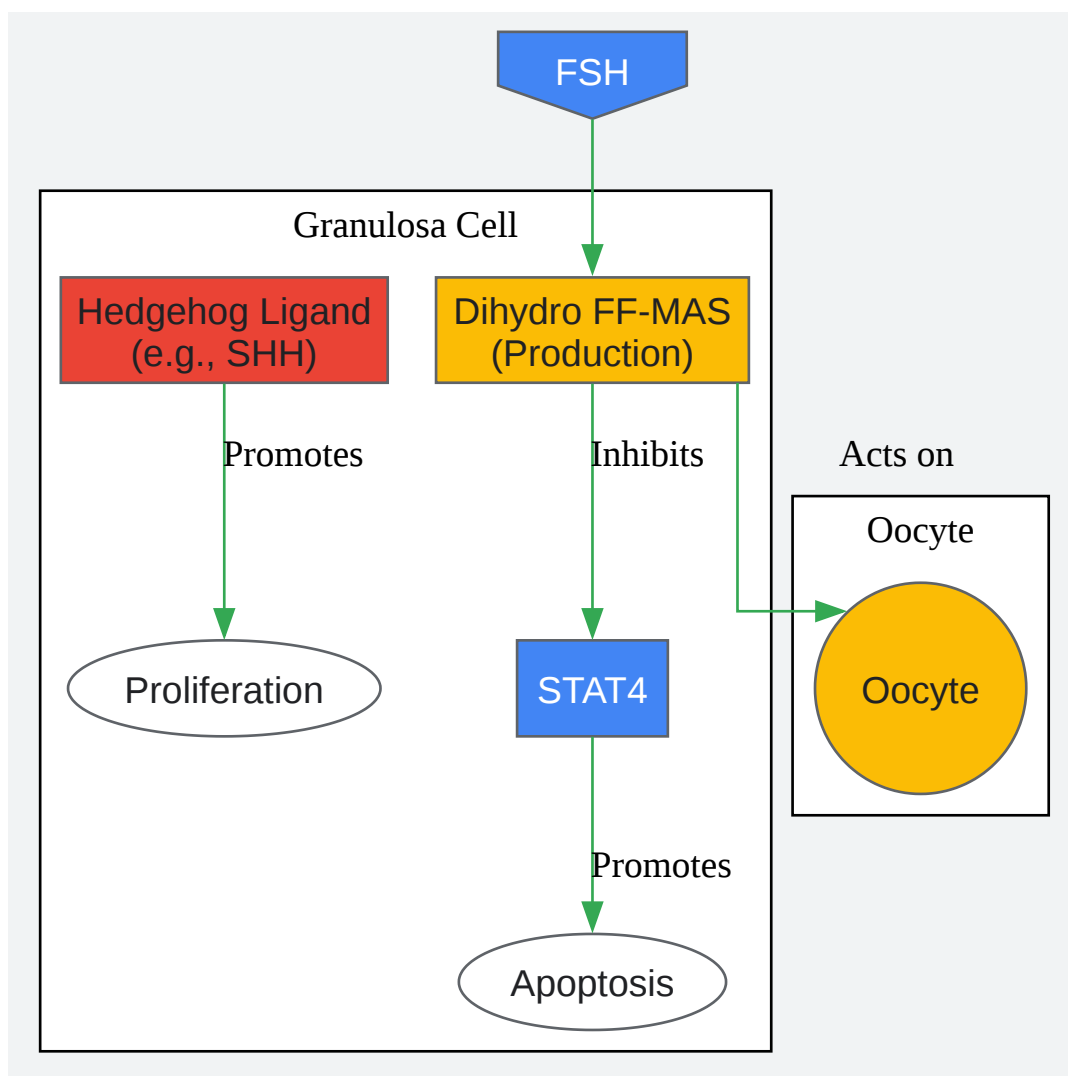 FSH
Granulosa Cell
Hedgehog Ligand
(e.g., SHH)
Dihydro FF-MAS
(Production)
Promotes
Inhibits
Acts on
Oocyte
Proliferation
STAT4
Oocyte
Promotes
Apoptosis